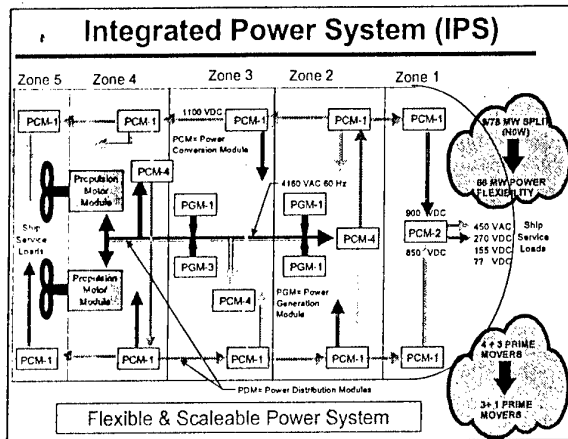 Integrated Power System (IPS)
Zone 5
Zone 4
Zone 3
Zone 2
Zone 1
PCM-1
PCM-1
1100 VDC
PCM-1
PCM-1
PCM-1
PCM= Power
Conversion Module
PCM-4
Propulsion
Motor
Module
4160 VAC 60 Hz
PGM-1
PGM-1
Ship
Service
Loads
PCM-4
PGM-3
PGM-1
Propulsion
Motor
Module
PCM-4
PGM= Power
Generation
Module
900 VDC
PCM-2
850 VDC
450 VAC
270 VDC
155 VDC
77 VDC
Ship
Service
Loads
PCM-1
PCM-1
PCM-1
PCM-1
PCM-1
PDM= Power Distribution Modules
MW SPLIT
(NOW)
66 MW POWER
FLEXIBILITY
4 + 3 PRIME
MOVERS
3+1 PRIME
MOVERS
Flexible & Scaleable Power System